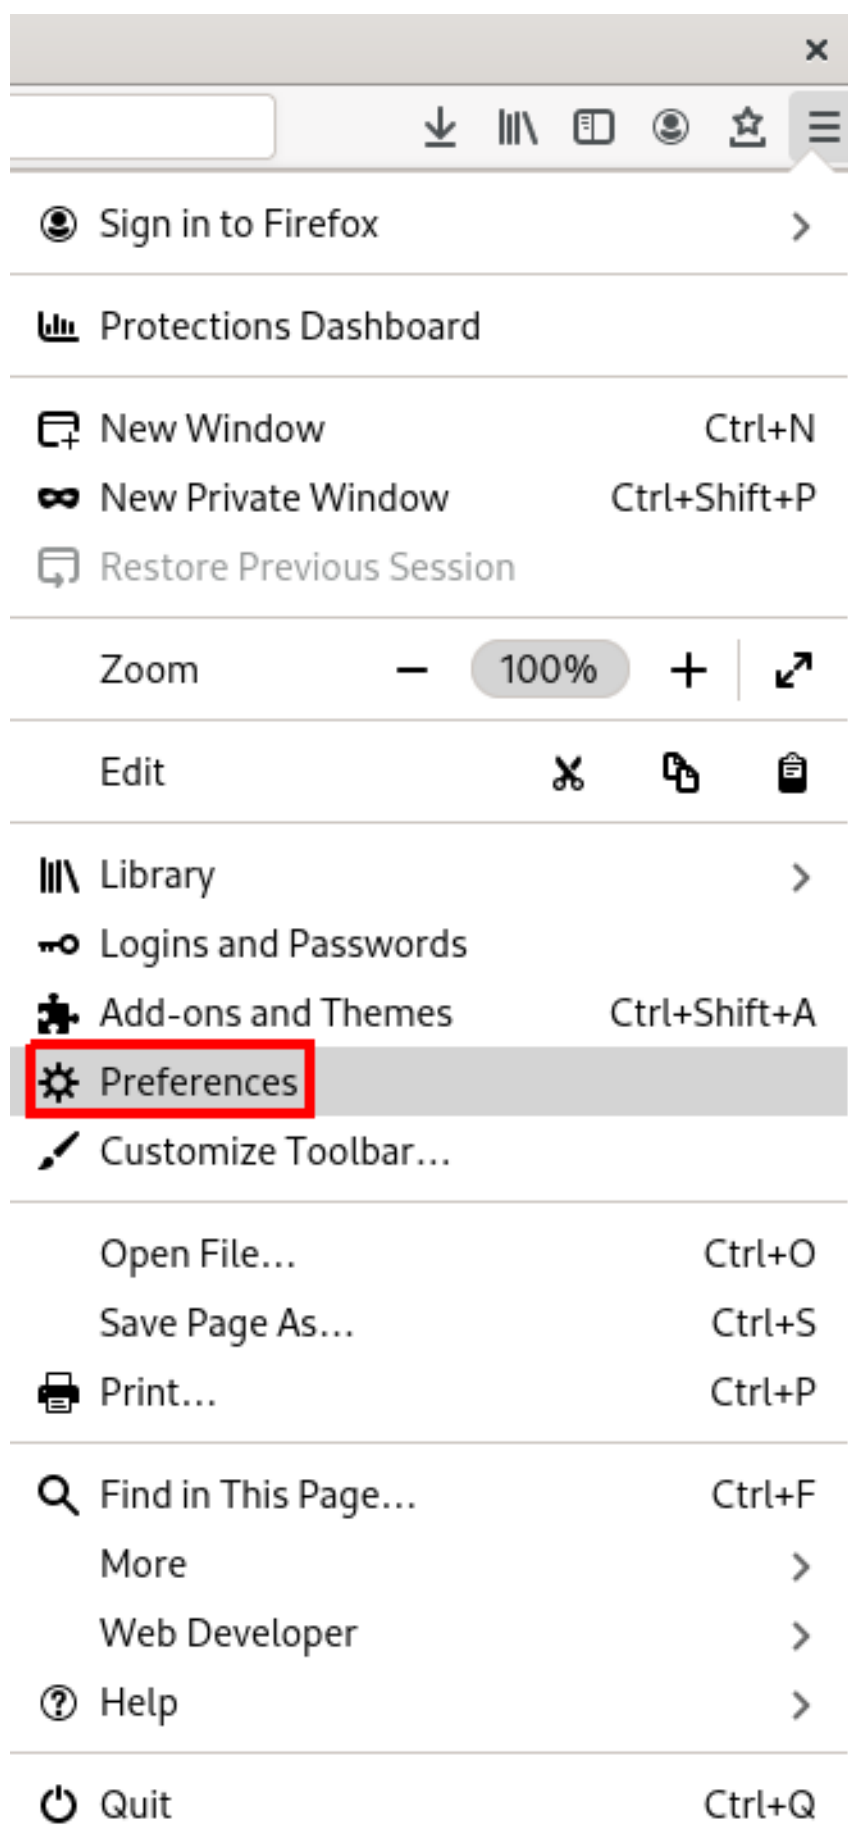 Sign in to Firefox
Protections Dashboard
New Window Ctrl+N
New Private Window Ctrl+Shift+P
Restore Previous Session
Zoom − 100% +
Edit
Library
Logins and Passwords
Add-ons and Themes Ctrl+Shift+A
Preferences
Customize Toolbar…
Open File… Ctrl+O
Save Page As… Ctrl+S
Print… Ctrl+P
Find in This Page… Ctrl+F
More
Web Developer
Help
Quit Ctrl+Q